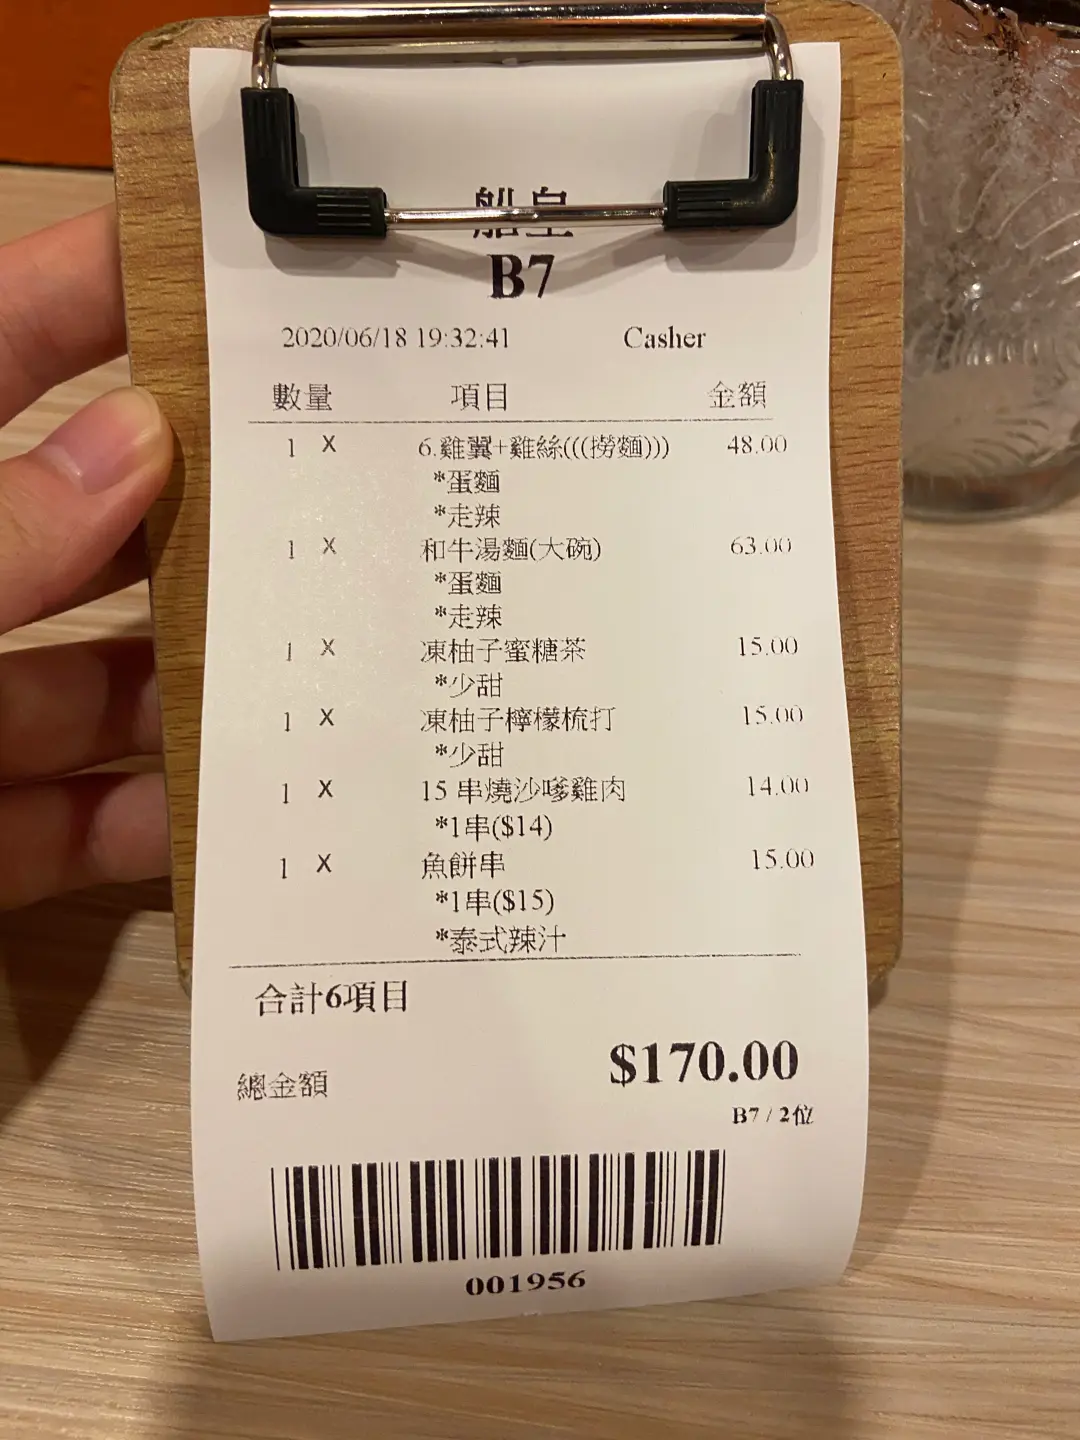 船皇
B7
2020/06/18 19:32:41 Casher
數量 項目 金額
1 X 6.雞翼+雞絲(((撈麵))) 48.00
*蛋麵
*走辣
1 X 和牛湯麵(大碗) 63.00
*蛋麵
*走辣
1 X 凍柚子蜜糖茶 15.00
*少甜
1 X 凍柚子檸檬梳打 15.00
*少甜
1 X 15 串燒沙嗲雞肉 14.00
*1串($14)
1 X 魚餅串 15.00
*1串($15)
*泰式辣汁
合計6項目
總金額 $170.00
B7 / 2位
001956